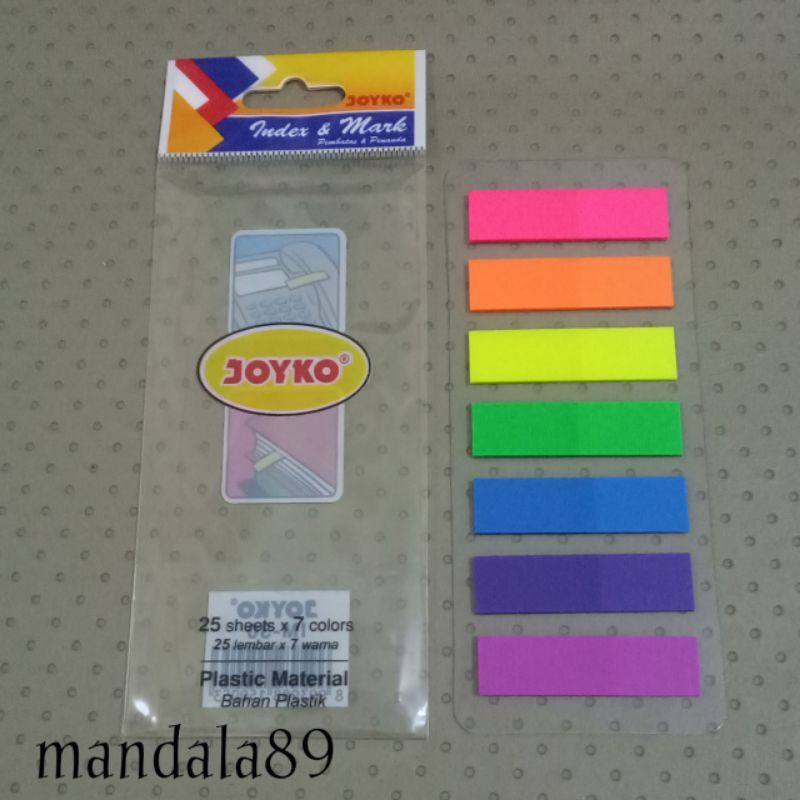 JOYKO®
Index & Mark
Pembatas & Penanda
JOYKO®
JOYKO®
25 sheets x 7 colors
25 lembar x 7 warna
Plastic Material
Bahan Plastik
mandala89